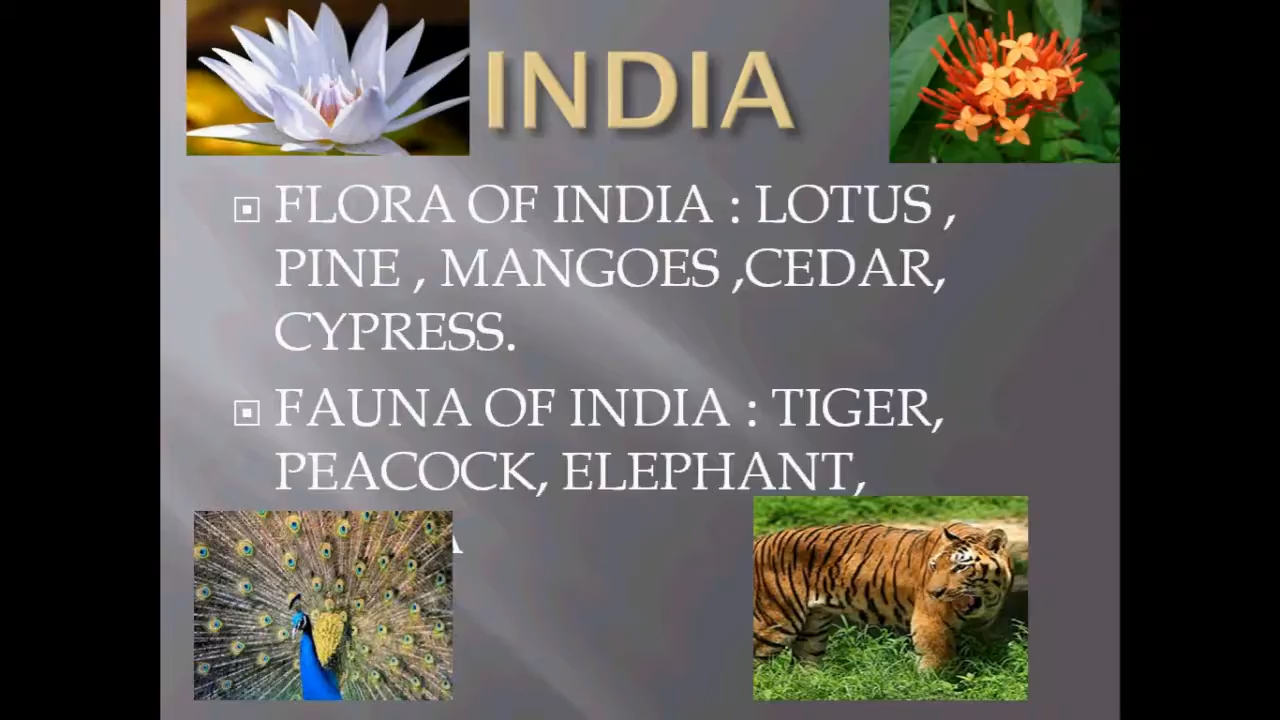 INDIA
FLORA OF INDIA : LOTUS ,
PINE , MANGOES ,CEDAR,
CYPRESS.
FAUNA OF INDIA : TIGER,
PEACOCK, ELEPHANT,